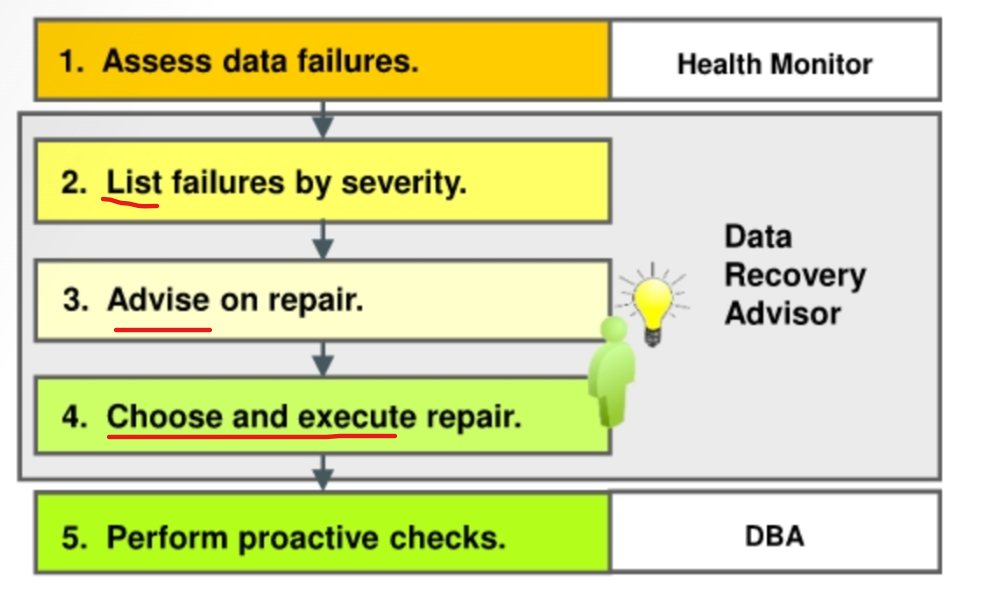 1. Assess data failures.
Health Monitor
2. List failures by severity.
3. Advise on repair.
Data
Recovery
Advisor
4. Choose and execute repair.
5. Perform proactive checks.
DBA